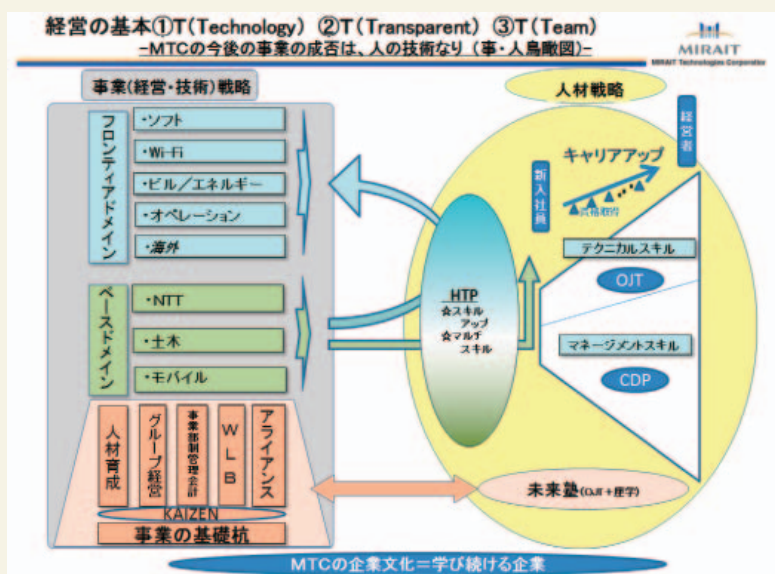 経営の基本①T(Technology) ②T(Transparent) ③T(Team)
-MTCの今後の事業の成否は、人の技術なり (事・人鳥瞰図)-
MIRAIT
MIRAIT Technologies Corporation
事業(経営・技術)戦略
フロンティアドメイン
・ソフト
・Wi-Fi
・ビル/エネルギー
・オペレーション
・海外
ベースドメイン
・NTT
・土木
・モバイル
人材育成
グループ経営
事業部制管理会計
WLB
アライアンス
KAIZEN
事業の基礎杭
人材戦略
経営者
キャリアアップ
新入社員
資格取得
テクニカルスキル
OJT
マネージメントスキル
CDP
HTP
☆スキル
アップ
☆マルチ
スキル
未来塾(OJT+座学)
MTCの企業文化=学び続ける企業